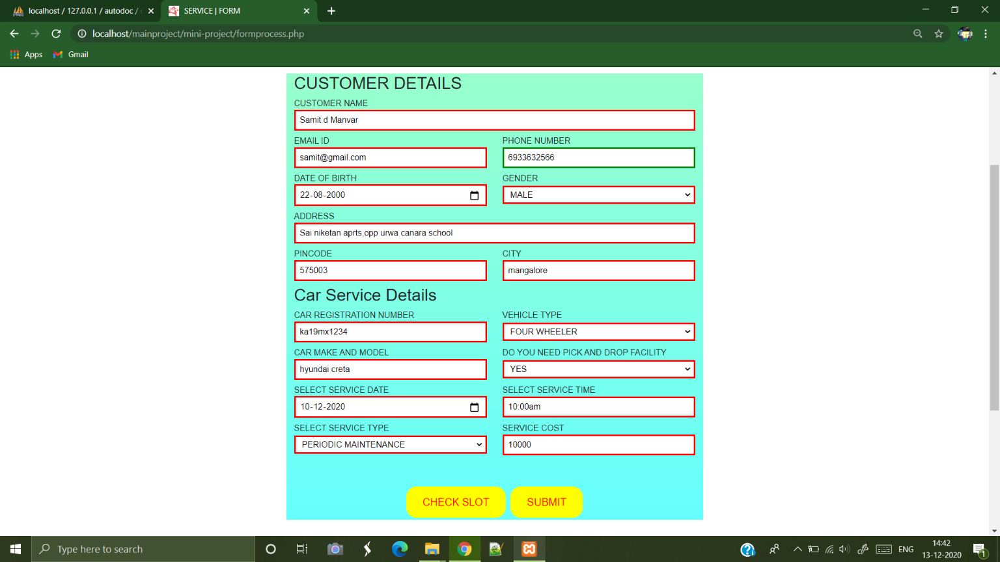 localhost / 127.0.0.1 / autodoc /
SERVICE | FORM
localhost/mainproject/mini-project/formprocess.php
Apps
Gmail
CUSTOMER DETAILS
CUSTOMER NAME
Samit d Manvar
EMAIL ID
PHONE NUMBER
samit@gmail.com
6933632566
DATE OF BIRTH
GENDER
22-08-2000
MALE
ADDRESS
Sai niketan aprts,opp urwa canara school
PINCODE
CITY
575003
mangalore
Car Service Details
CAR REGISTRATION NUMBER
VEHICLE TYPE
ka19mx1234
FOUR WHEELER
CAR MAKE AND MODEL
DO YOU NEED PICK AND DROP FACILITY
hyundai creta
YES
SELECT SERVICE DATE
SELECT SERVICE TIME
10-12-2020
10:00am
SELECT SERVICE TYPE
SERVICE COST
PERIODIC MAINTENANCE
10000
CHECK SLOT
SUBMIT
Type here to search
ENG
14:42
13-12-2020
1